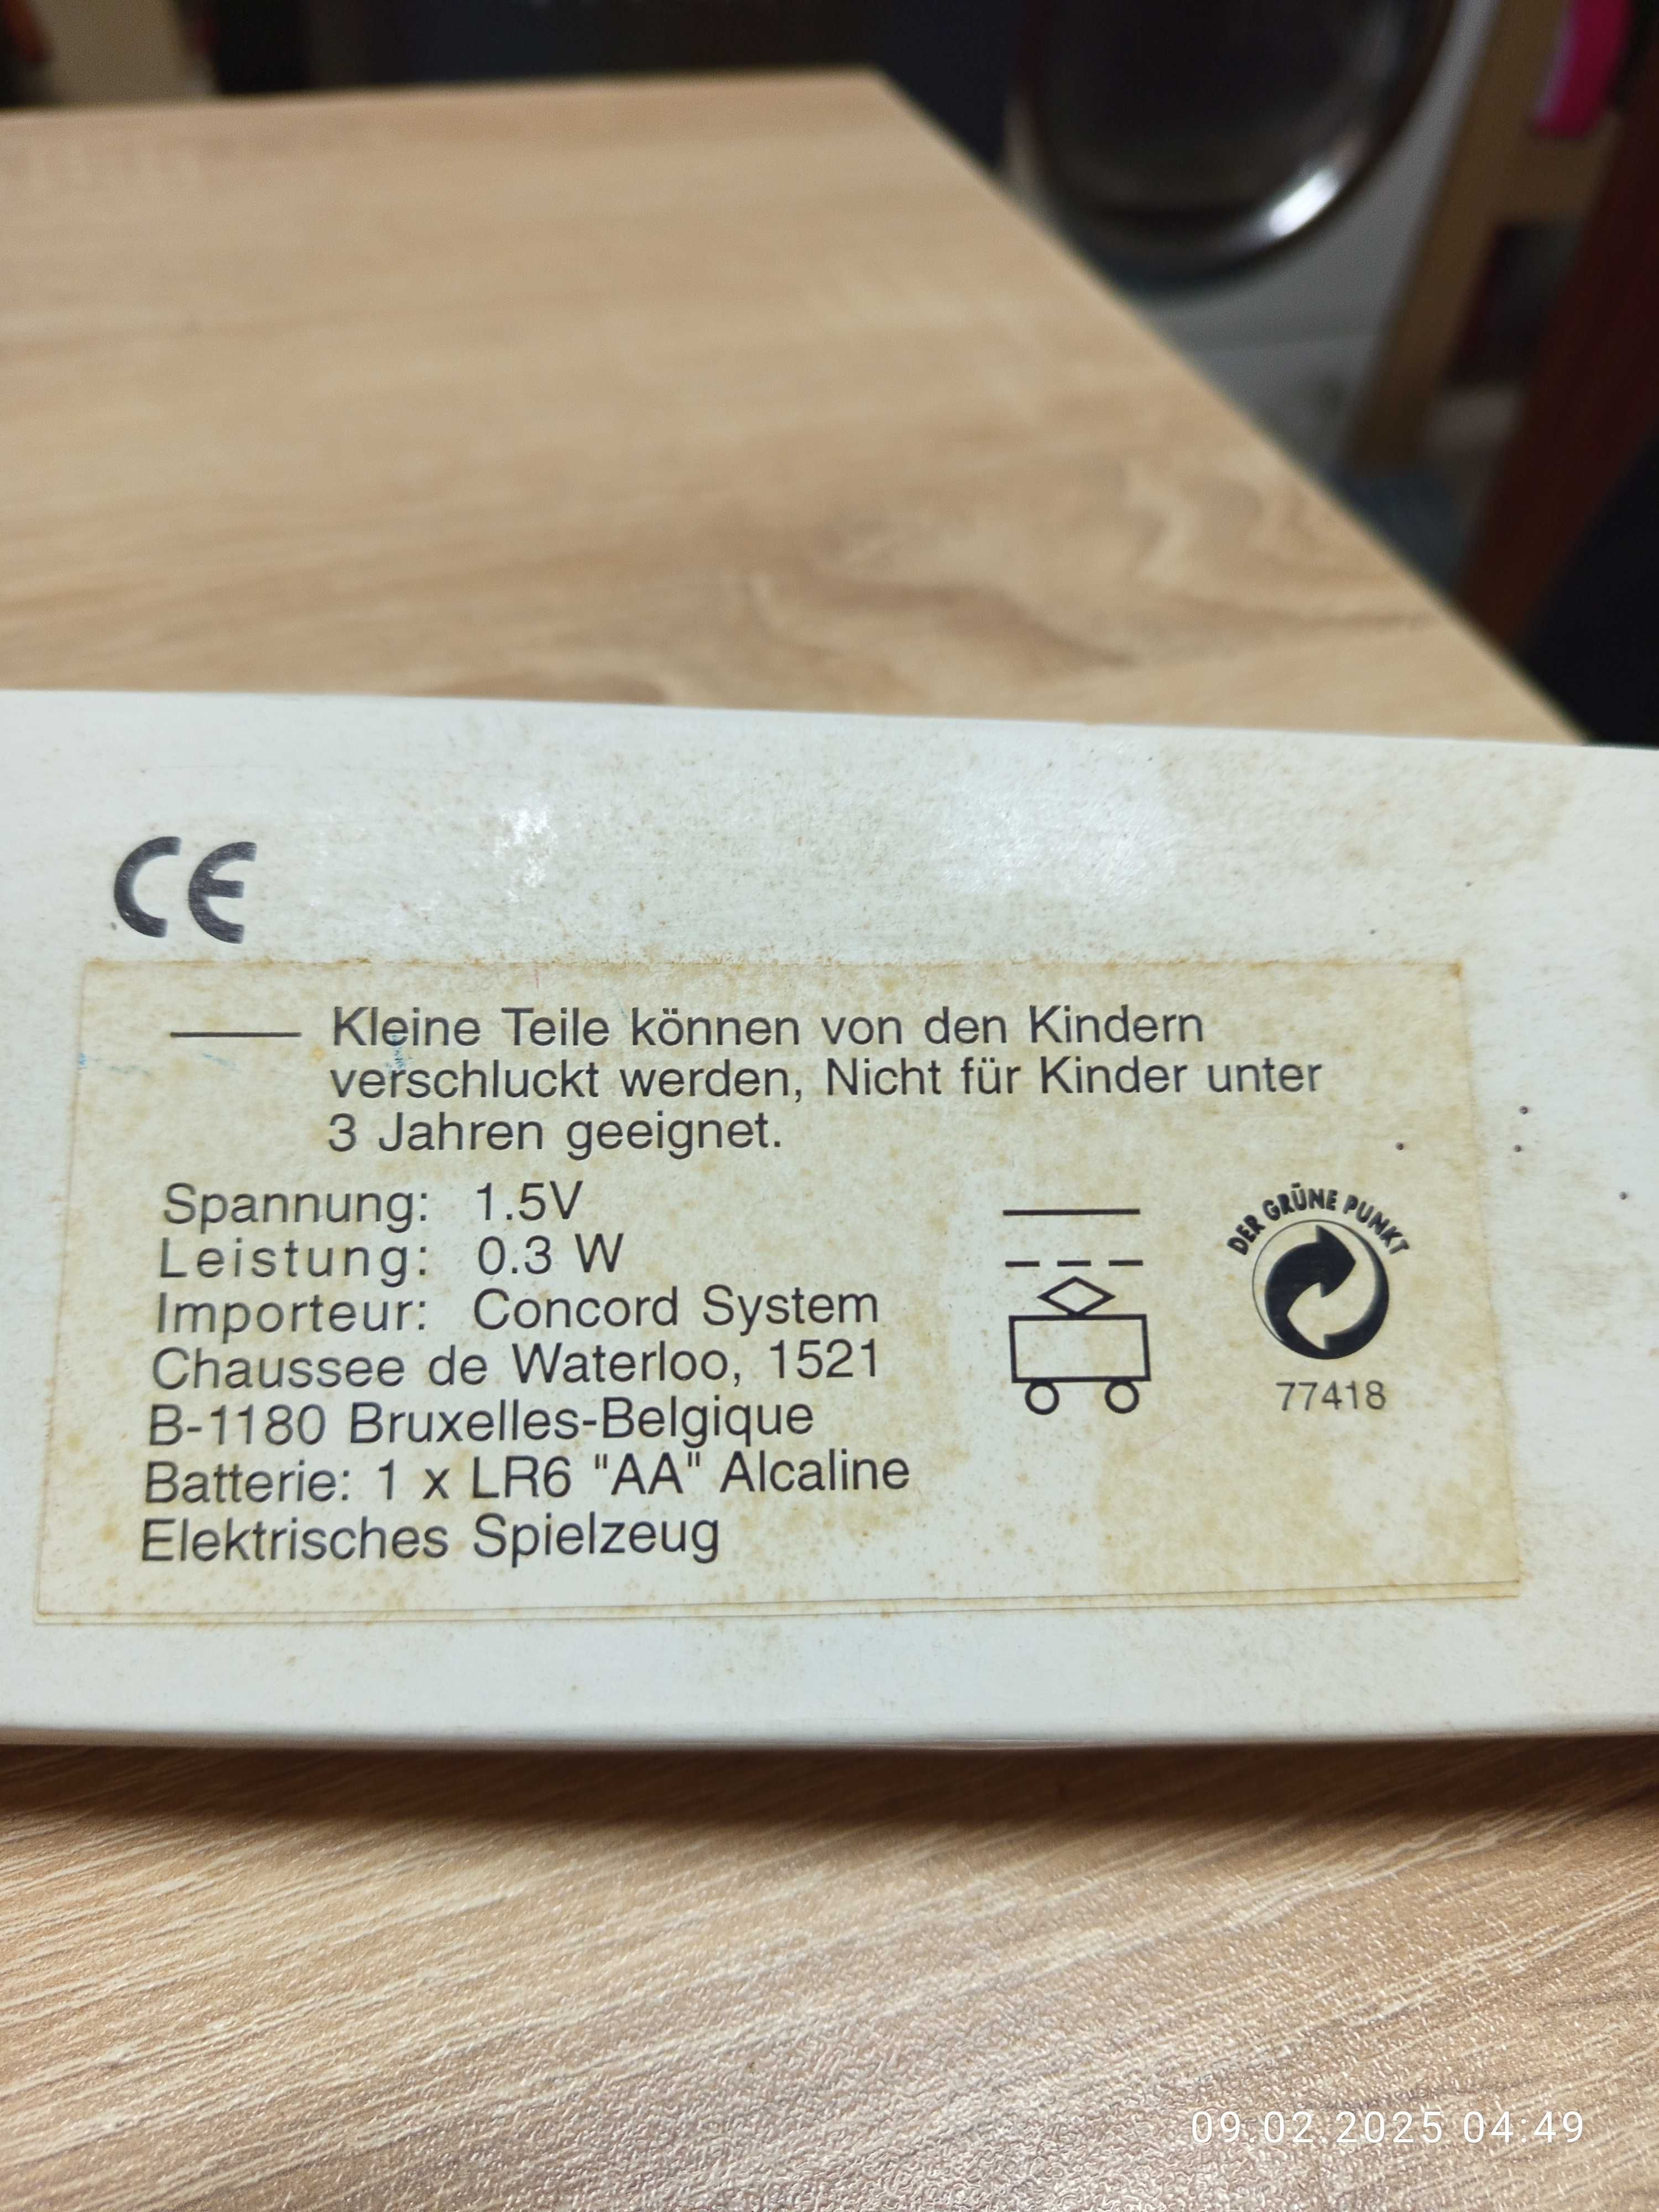 CE
Kleine Teile können von den Kindern
verschluckt werden, Nicht für Kinder unter
3 Jahren geeignet.
Spannung: 1.5V
Leistung: 0.3 W
Importeur: Concord System
Chaussee de Waterloo, 1521
B-1180 Bruxelles-Belgique
Batterie: 1 x LR6 "AA" Alcaline
Elektrisches Spielzeug
DER GRÜNE PUNKT
77418
09.02.2025 04:49